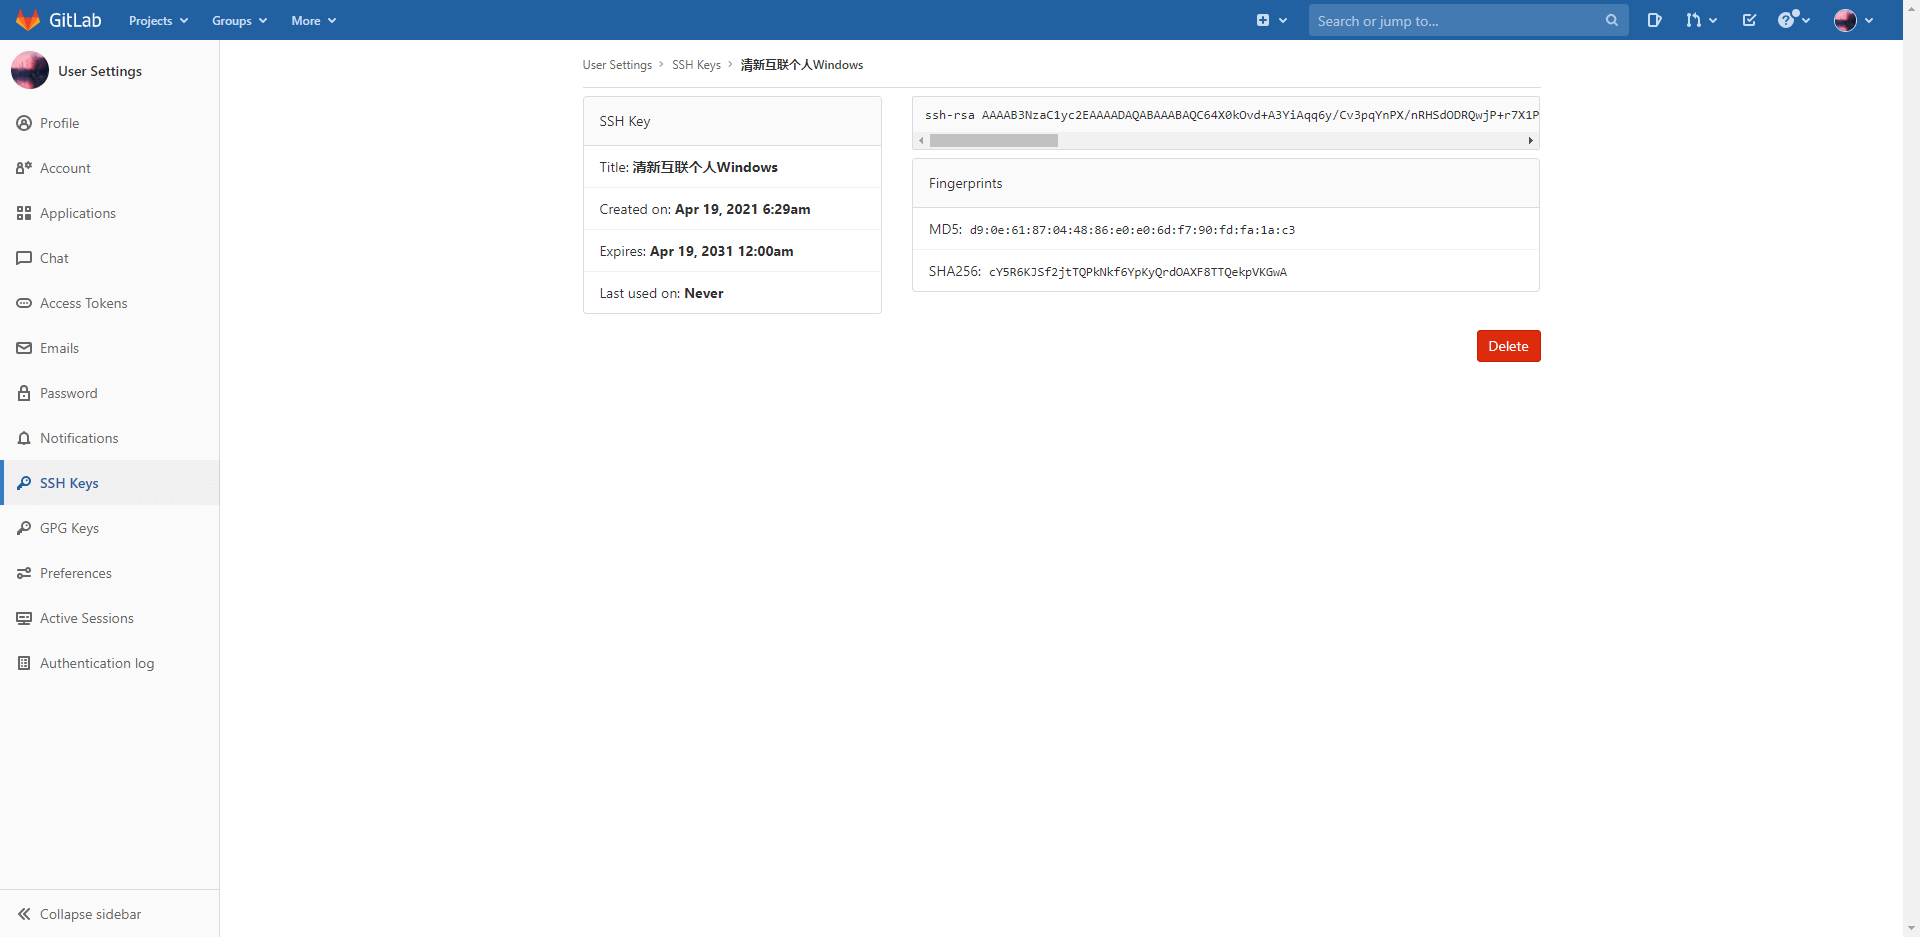 GitLab Projects Groups More Search or jump to...
User Settings
Profile
Account
Applications
Chat
Access Tokens
Emails
Password
Notifications
SSH Keys
GPG Keys
Preferences
Active Sessions
Authentication log
Collapse sidebar
User Settings > SSH Keys > 清新互联个人Windows
SSH Key
Title: 清新互联个人Windows
Created on: Apr 19, 2021 6:29am
Expires: Apr 19, 2031 12:00am
Last used on: Never
ssh-rsa AAAAB3NzaC1yc2EAAAADAQABAAABAQC64X0kOvd+A3YiAqq6y/Cv3pqYnPX/nRHSdODRQwjP+r7X1P
Fingerprints
MD5: d9:0e:61:87:04:48:86:e0:e0:6d:f7:90:fd:fa:1a:c3
SHA256: cY5R6KJSf2jtTQPkNkf6YpKyQrdOAXF8TTQekpVKGwA
Delete